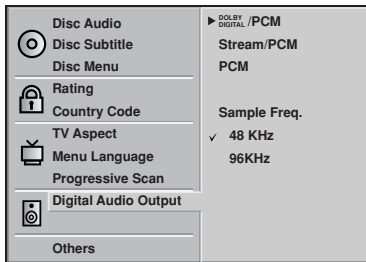 Disc Audio
Disc Subtitle
Disc Menu
Rating
Country Code
TV Aspect
Menu Language
Progressive Scan
Digital Audio Output
Others
DOLBY DIGITAL /PCM
Stream/PCM
PCM
Sample Freq.
48 KHz
96KHz